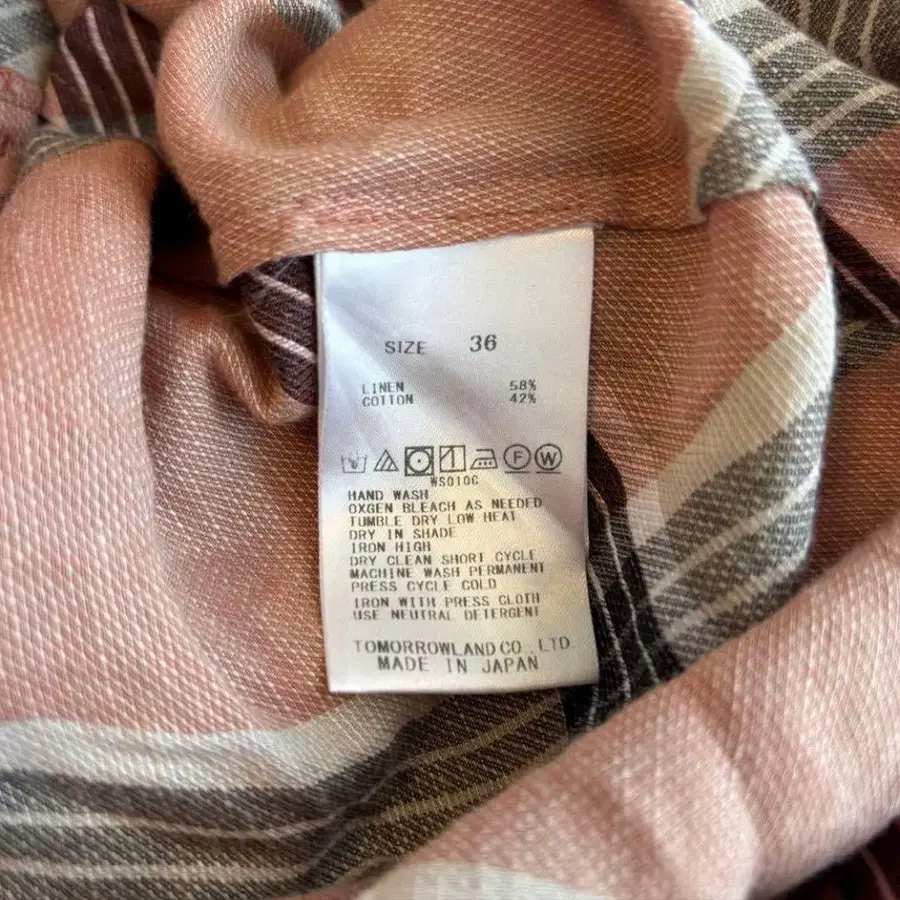 SIZE 36
LINEN 58%
COTTON 42%
F W
WS010C
HAND WASH
OXGEN BLEACH AS NEEDED
TUMBLE DRY LOW HEAT
DRY IN SHADE
IRON HIGH
DRY CLEAN SHORT CYCLE
MACHINE WASH PERMANENT
PRESS CYCLE COLD
IRON WITH PRESS CLOTH
USE NEUTRAL DETERGENT
TOMORROWLAND CO.,LTD.
MADE IN JAPAN